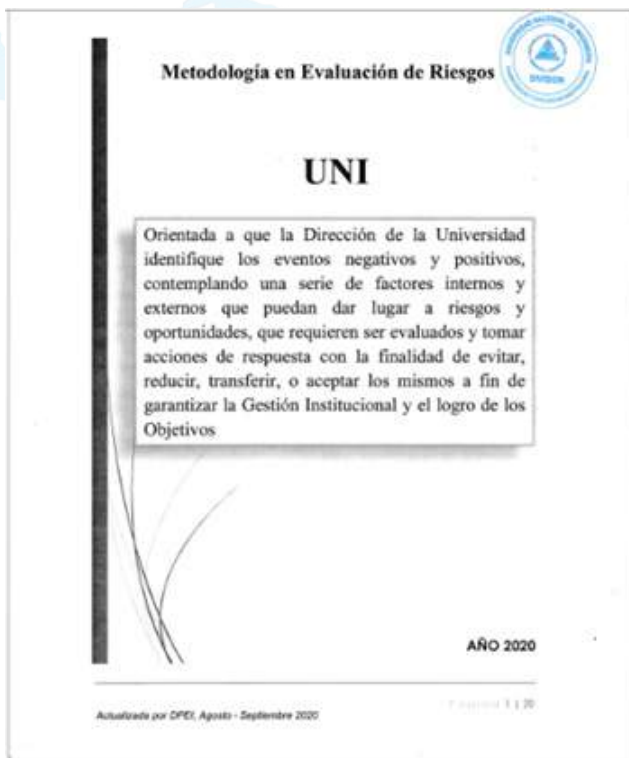 Metodología en Evaluación de Riesgos
DIVISION
UNI
Orientada a que la Dirección de la Universidad
identifique los eventos negativos y positivos,
contemplando una serie de factores internos y
externos que puedan dar lugar a riesgos y
oportunidades, que requieren ser evaluados y tomar
acciones de respuesta con la finalidad de evitar,
reducir, transferir, o aceptar los mismos a fin de
garantizar la Gestión Institucional y el logro de los
Objetivos
AÑO 2020
1 | 20
Actualizada por DPEI, Agosto - Septiembre 2020